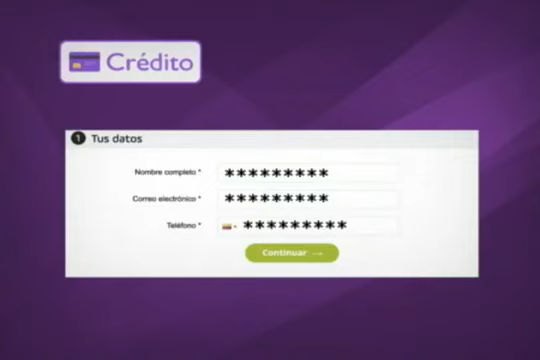 Crédito
1 Tus datos
Nombre completo * *********
Correo electrónico * *********
Teléfono * *********
Continuar →